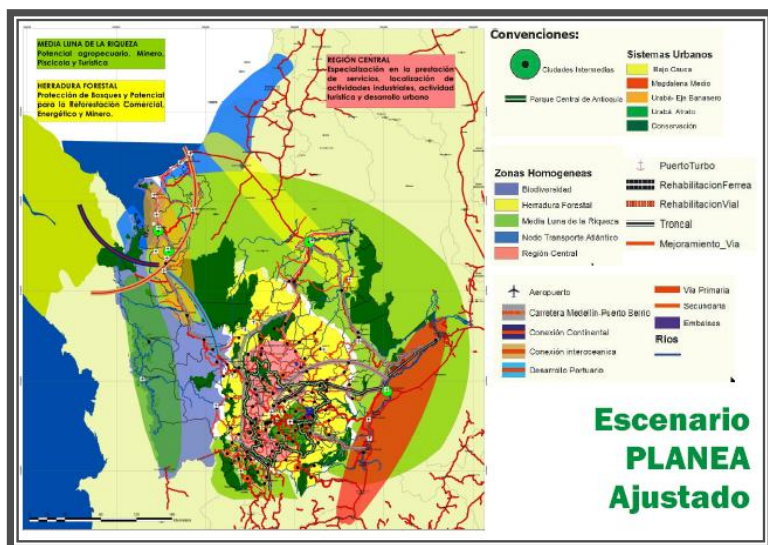 MEDIA LUNA DE LA RIQUEZA
Potencial agropecuario, Minero,
Piscícola y Turística
HERRADURA FORESTAL
Protección de Bosques y Potencial
para la Reforestación Comercial,
Energético y Minero.
REGIÓN CENTRAL
Especialización en la prestación
de servicios, localización de
actividades industriales, actividad
turística y desarrollo urbano
Convenciones:
Ciudades Intermedias
Parque Central de Antioquia
Sistemas Urbanos
Bajo Cauca
Magdalena Medio
Urabá- Eje Bananero
Urabá. Atrato
Conservación
Zonas Homogeneas
Biodiversidad
Herradura Forestal
Media Luna de la Riqueza
Nodo Transporte Atlántico
Región Central
PuertoTurbo
RehabilitacionFerrea
RehabilitacionVial
Troncal
Mejoramiento_Via
Aeropuerto
Carretera Medellín-Puerto Berrio
Conexión Continental
Conexión interoceanica
Desarrollo Portuario
Via Primaria
Secundaria
Embalses
Ríos
Escenario
PLANEA
Ajustado